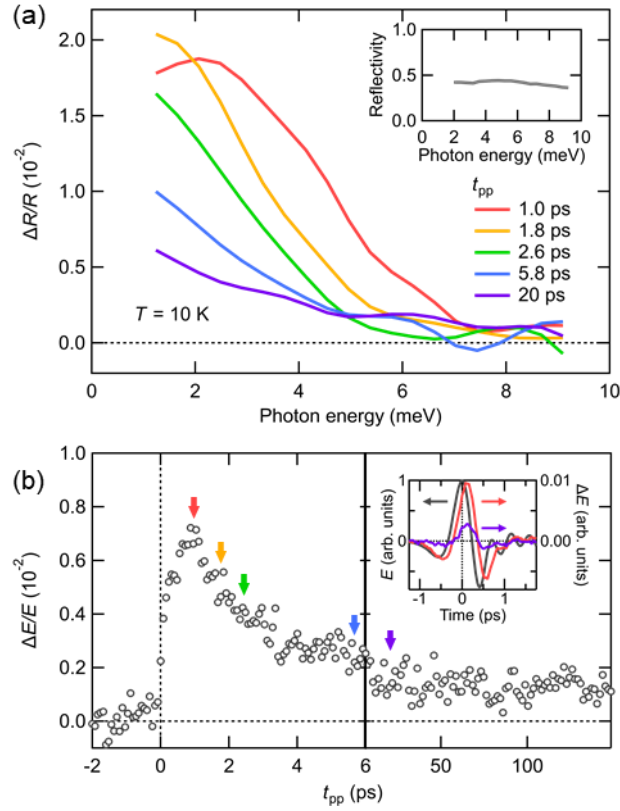 (a)
2.0
1.5
1.0
0.5
0.0
ΔR/R (10⁻²)
T = 10 K
0 2 4 6 8 10
Photon energy (meV)
1.0
0.5
0.0
Reflectivity
0 2 4 6 8 10
Photon energy (meV)
tpp
1.0 ps
1.8 ps
2.6 ps
5.8 ps
20 ps
(b)
1.0
0.8
0.6
0.4
0.2
0.0
ΔE/E (10⁻²)
-2 0 2 4 6 50 100
tpp (ps)
1
0
E (arb. units)
0.01
0.00
ΔE (arb. units)
-1 0 1
Time (ps)